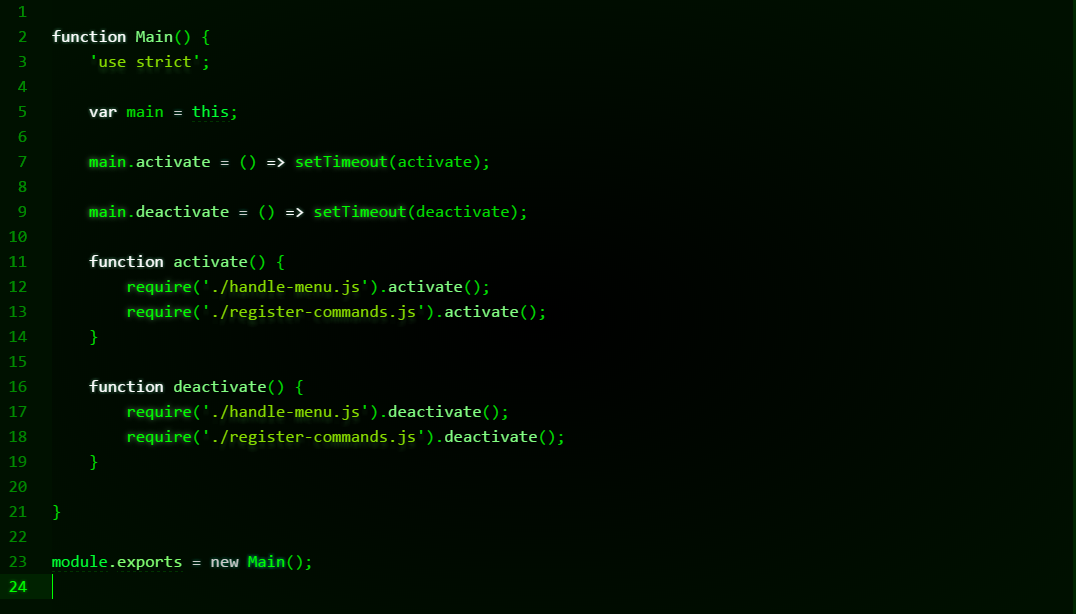 1
2 function Main() {
3     'use strict';
4
5     var main = this;
6
7     main.activate = () => setTimeout(activate);
8
9     main.deactivate = () => setTimeout(deactivate);
10
11     function activate() {
12         require('./handle-menu.js').activate();
13         require('./register-commands.js').activate();
14     }
15
16     function deactivate() {
17         require('./handle-menu.js').deactivate();
18         require('./register-commands.js').deactivate();
19     }
20
21 }
22
23 module.exports = new Main();
24